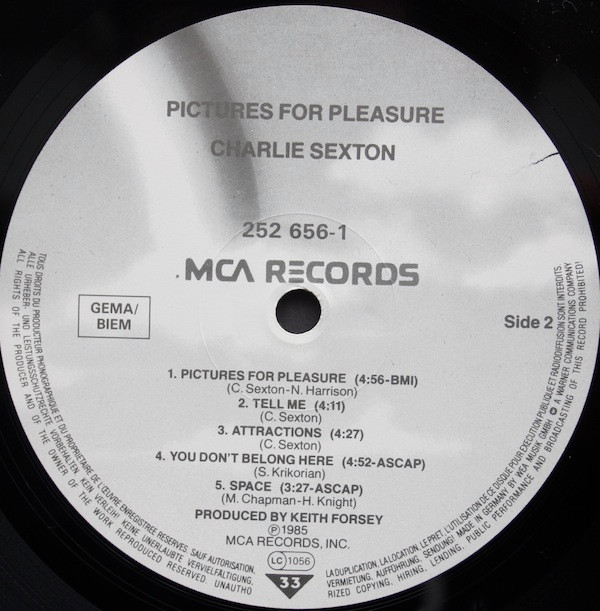 PICTURES FOR PLEASURE
CHARLIE SEXTON
252 656-1
MCA RECORDS
GEMA/
BIEM
Side 2
1. PICTURES FOR PLEASURE (4:56-BMI)
(C. Sexton-N. Harrison)
2. TELL ME (4:11)
(C. Sexton)
3. ATTRACTIONS (4:27)
(C. Sexton)
4. YOU DON'T BELONG HERE (4:52-ASCAP)
(S. Krikorian)
5. SPACE (3:27-ASCAP)
(M. Chapman-H. Knight)
PRODUCED BY KEITH FORSEY
Ⓟ1985
MCA RECORDS, INC.
LC 1056
33
TOUS DROITS DU PRODUCTEUR PHONOGRAPHIQUE ET DU PROPRIETAIRE DE L'ŒUVRE ENREGISTREE RESERVES SAUF AUTORISATION, LA DUPLICATION, LA LOCATION, LE PRET, L'UTILISATION DE CE DISQUE POUR EXECUTION PUBLIQUE ET RADIODIFFUSION SONT INTERDITS
ALLE URHEBER- UND LEISTUNGSSCHUTZRECHTE VORBEHALTEN. KEIN VERLEIH! KEINE UNERLAUBTE VERVIELFÄLTIGUNG, VERMIETUNG, AUFFÜHRUNG, SENDUNG! MADE IN GERMANY BY WEA MUSIK GMBH A WARNER COMMUNICATIONS COMPANY
ALL RIGHTS OF THE PRODUCER AND OF THE OWNER OF THE WORK REPRODUCED RESERVED. UNAUTHORIZED COPYING, HIRING, LENDING, PUBLIC PERFORMANCE AND BROADCASTING OF THIS RECORD PROHIBITED!